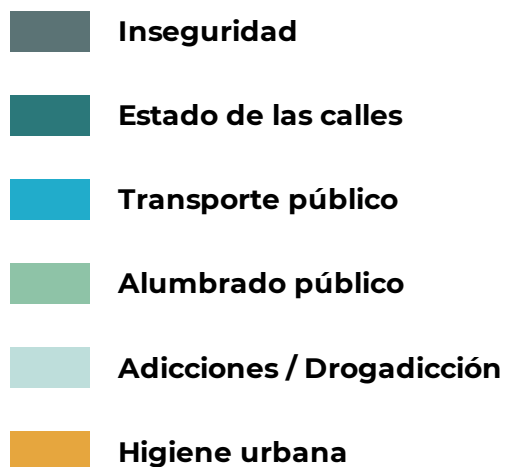 Inseguridad
Estado de las calles
Transporte público
Alumbrado público
Adicciones / Drogadicción
Higiene urbana